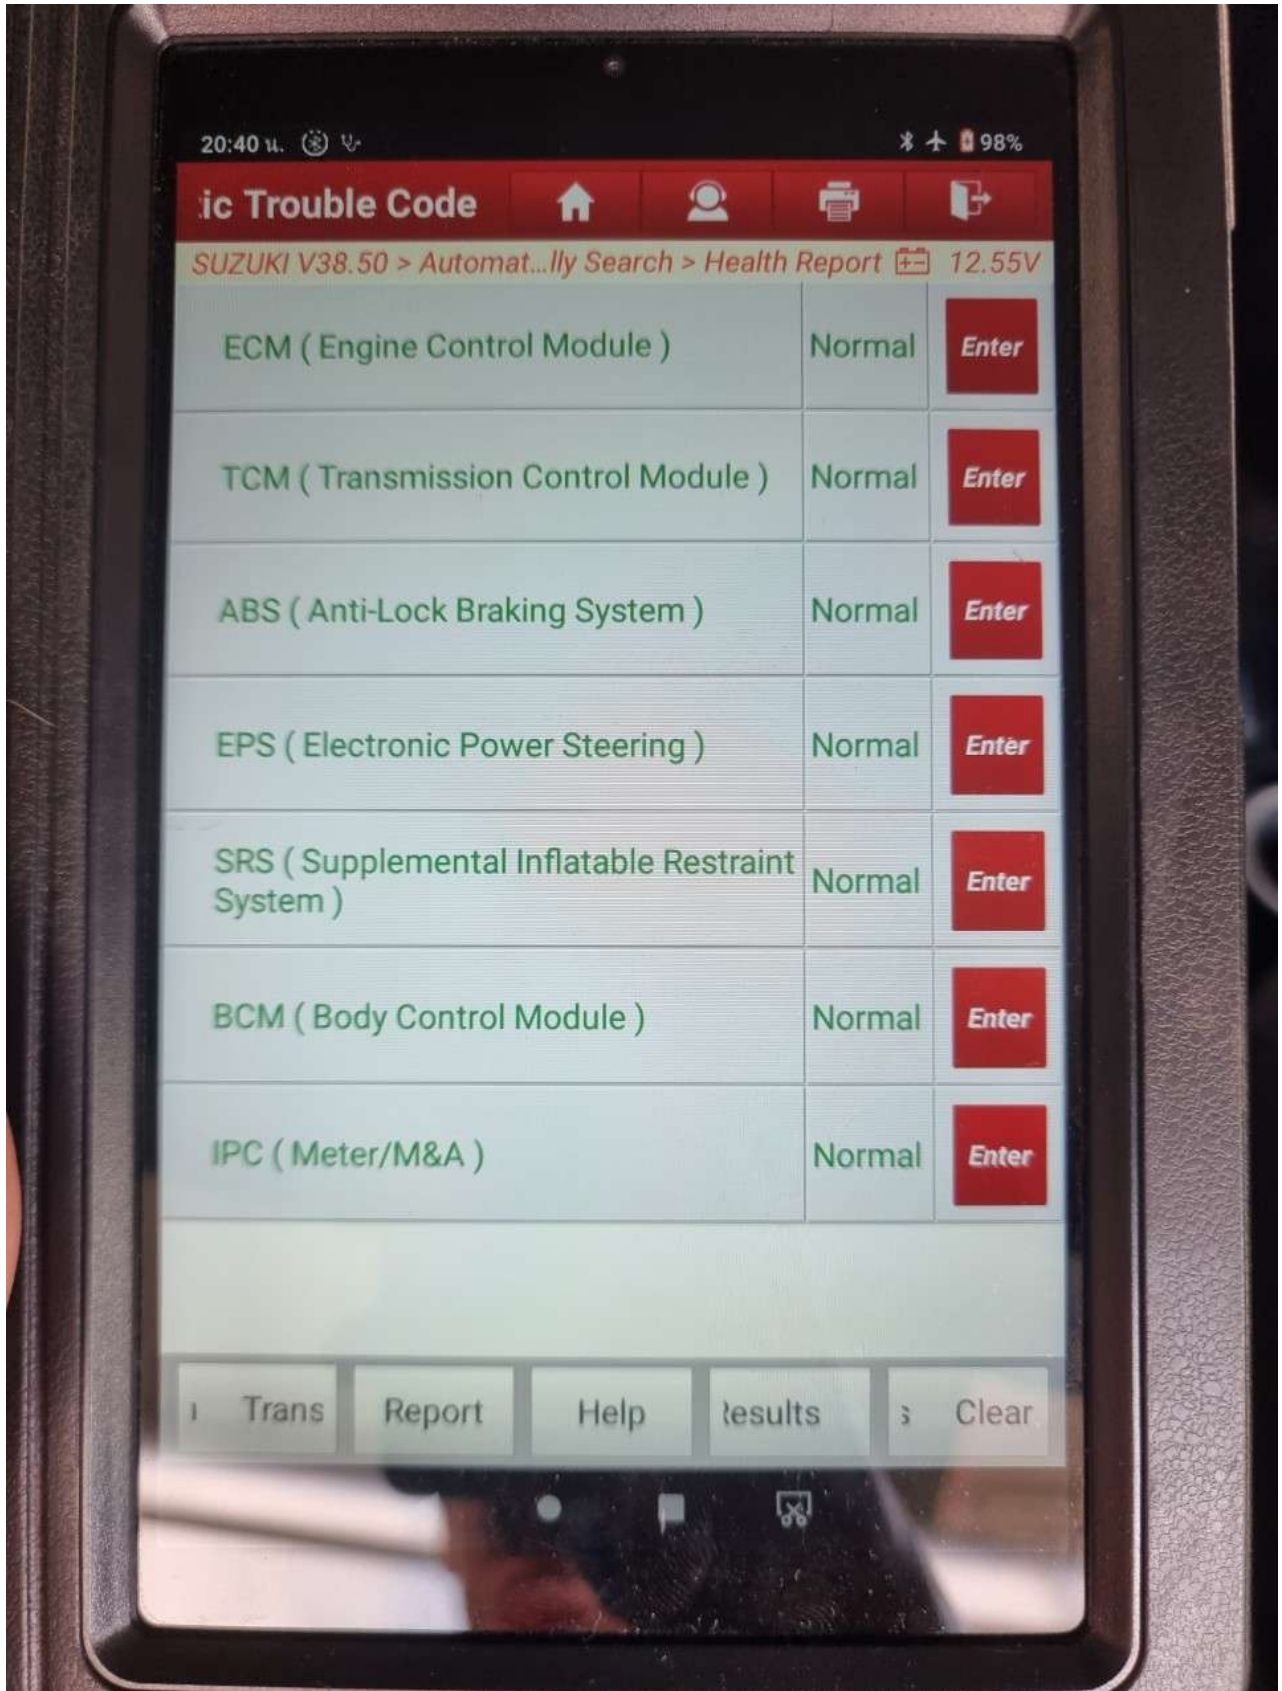 20:40 น. 98%
ic Trouble Code
SUZUKI V38.50 > Automat...lly Search > Health Report 12.55V
ECM ( Engine Control Module ) Normal Enter
TCM ( Transmission Control Module ) Normal Enter
ABS ( Anti-Lock Braking System ) Normal Enter
EPS ( Electronic Power Steering ) Normal Enter
SRS ( Supplemental Inflatable Restraint
System ) Normal Enter
BCM ( Body Control Module ) Normal Enter
IPC ( Meter/M&A ) Normal Enter
Trans Report Help Results s Clear